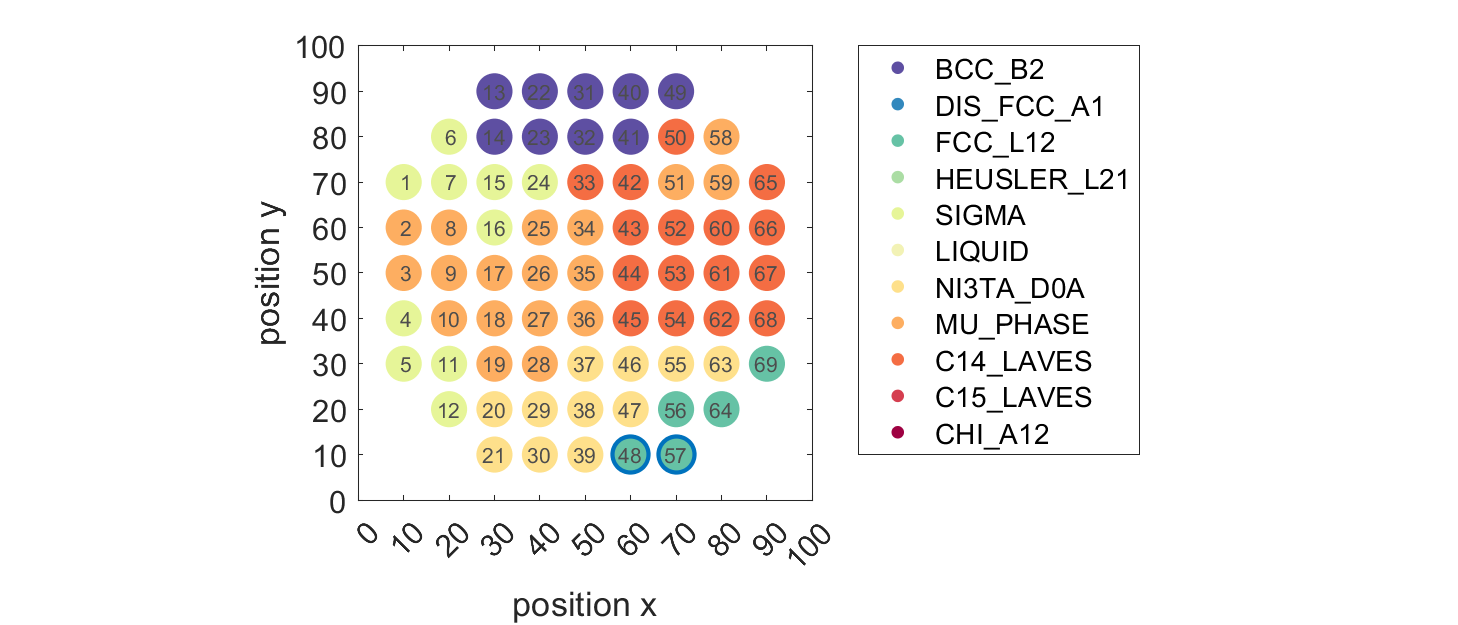 100
90
80
70
60
50
40
30
20
10
0
position y
13 22 31 40 49
6 14 23 32 41 50 58
1 7 15 24 33 42 51 59 65
2 8 16 25 34 43 52 60 66
3 9 17 26 35 44 53 61 67
4 10 18 27 36 45 54 62 68
5 11 19 28 37 46 55 63 69
12 20 29 38 47 56 64
21 30 39 48 57
0 10 20 30 40 50 60 70 80 90 100
position x
BCC_B2
DIS_FCC_A1
FCC_L12
HEUSLER_L21
SIGMA
LIQUID
NI3TA_D0A
MU_PHASE
C14_LAVES
C15_LAVES
CHI_A12